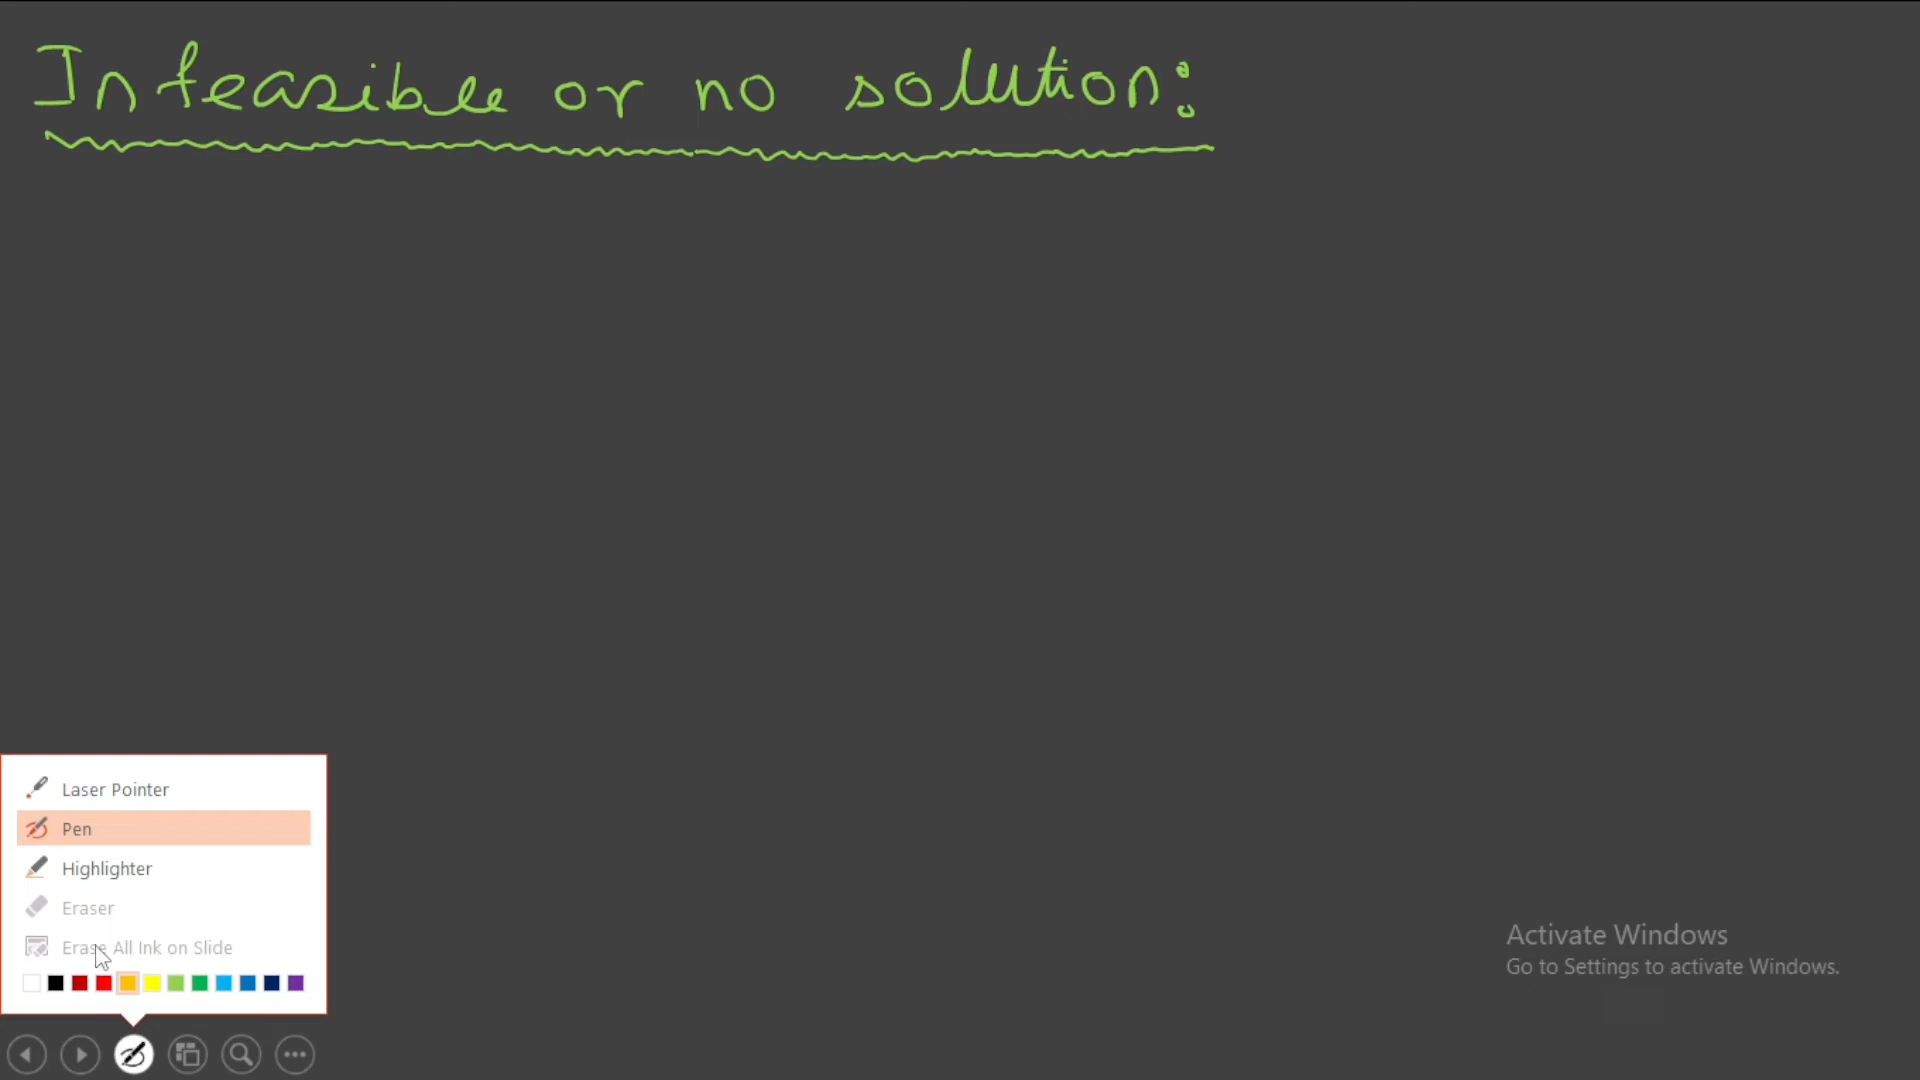 Infeasible or no solution:
Laser Pointer
Pen
Highlighter
Eraser
Erase All Ink on Slide
Activate Windows
Go to Settings to activate Windows.